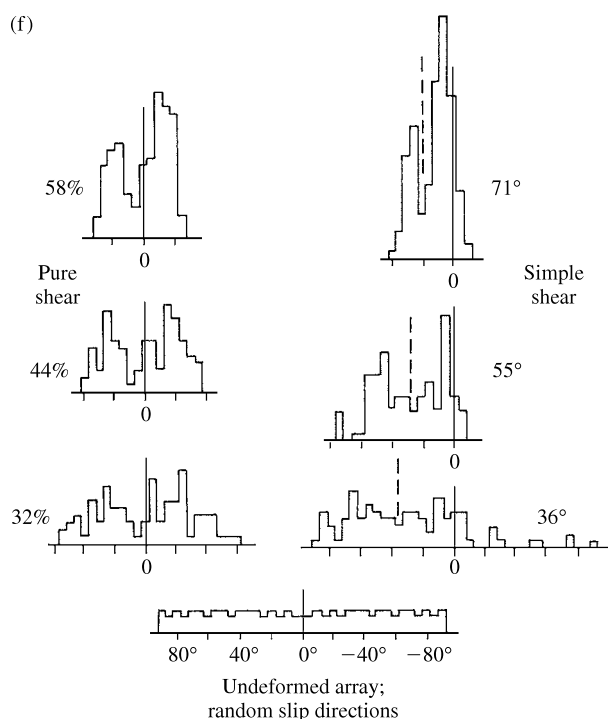 (f)
58%
71°
0
0
Pure
shear
Simple
shear
44%
55°
0
0
32%
36°
0
0
80° 40° 0° −40° −80°
Undeformed array;
random slip directions